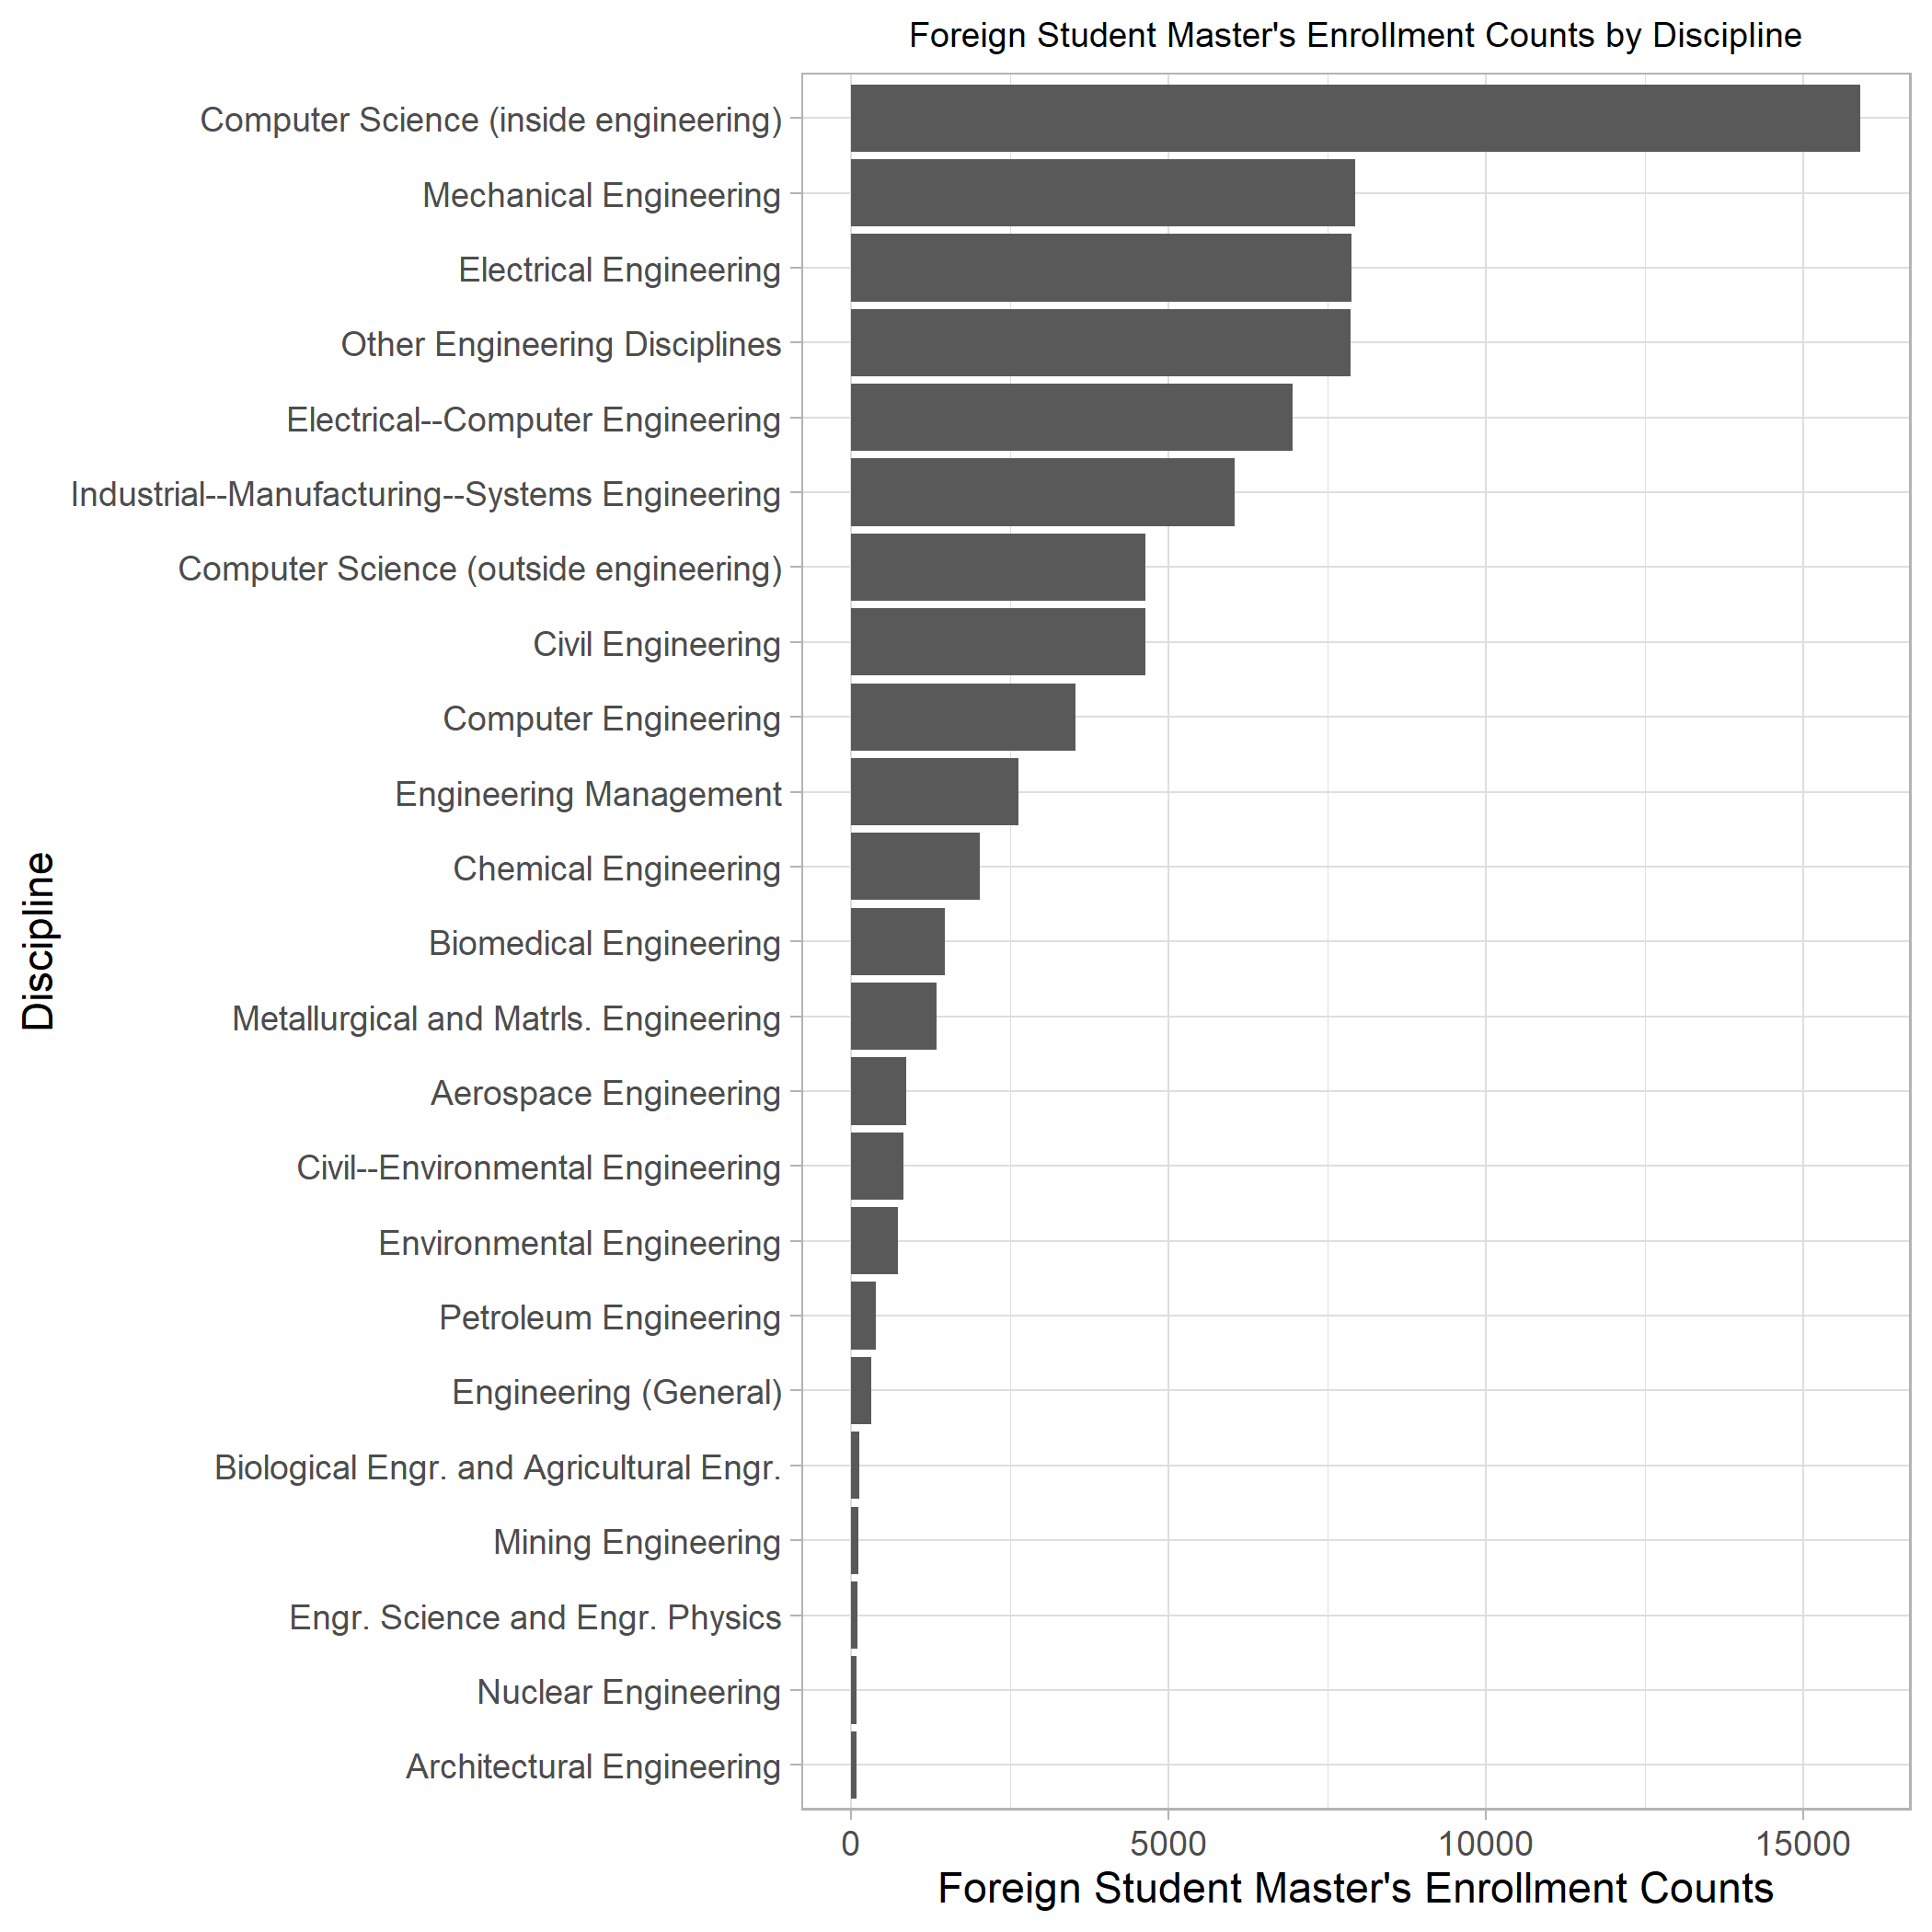 Foreign Student Master's Enrollment Counts by Discipline
Computer Science (inside engineering)
Mechanical Engineering
Electrical Engineering
Other Engineering Disciplines
Electrical--Computer Engineering
Industrial--Manufacturing--Systems Engineering
Computer Science (outside engineering)
Civil Engineering
Computer Engineering
Engineering Management
Chemical Engineering
Biomedical Engineering
Metallurgical and Matrls. Engineering
Aerospace Engineering
Civil--Environmental Engineering
Environmental Engineering
Petroleum Engineering
Engineering (General)
Biological Engr. and Agricultural Engr.
Mining Engineering
Engr. Science and Engr. Physics
Nuclear Engineering
Architectural Engineering
Discipline
0 5000 10000 15000
Foreign Student Master's Enrollment Counts